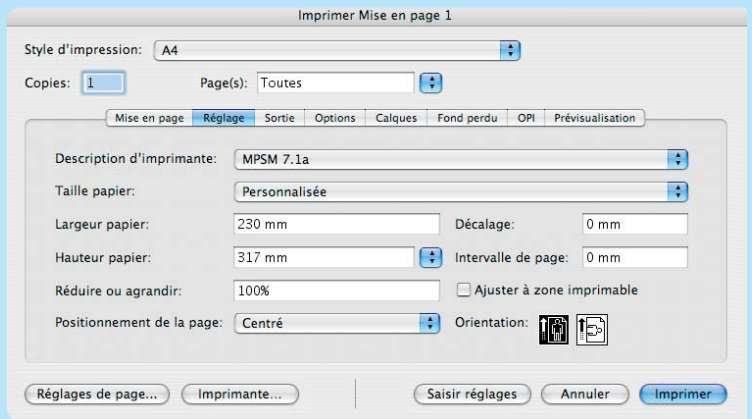 Imprimer Mise en page 1
Style d'impression: A4
Copies: 1 Page(s): Toutes
Mise en page Réglage Sortie Options Calques Fond perdu OPI Prévisualisation
Description d'imprimante: MPSM 7.1a
Taille papier: Personnalisée
Largeur papier: 230 mm Décalage: 0 mm
Hauteur papier: 317 mm Intervalle de page: 0 mm
Réduire ou agrandir: 100% Ajuster à zone imprimable
Positionnement de la page: Centré Orientation:
Réglages de page... Imprimante... Saisir réglages Annuler Imprimer